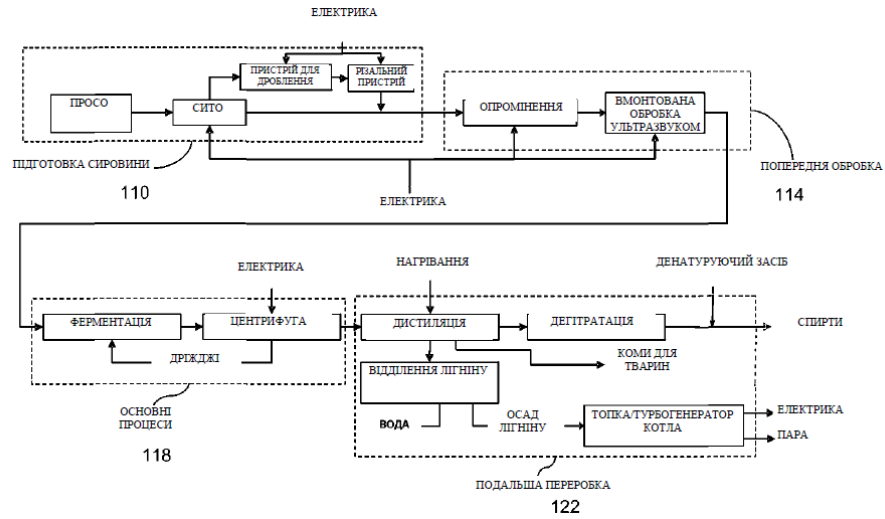 ЕЛЕКТРИКА
ПРИСТРІЙ ДЛЯ
ДРОБЛЕННЯ
РІЗАЛЬНИЙ
ПРИСТРІЙ
ПРОСО
СИТО
ОПРОМІНЕННЯ
ВМОНТОВАНА
ОБРОБКА
УЛЬТРАЗВУКОМ
ПІДГОТОВКА СИРОВИНИ
110
ЕЛЕКТРИКА
ПОПЕРЕДНЯ ОБРОБКА
114
ЕЛЕКТРИКА
НАГРІВАННЯ
ДЕНАТУРУЮЧИЙ ЗАСІБ
ФЕРМЕНТАЦІЯ
ЦЕНТРИФУГА
ДИСТИЛЯЦІЯ
ДЕГІТРАТАЦІЯ
СПИРТИ
ДРІЖДЖІ
КОМИ ДЛЯ
ТВАРИН
ВІДДІЛЕННЯ ЛІГНІНУ
ОСНОВНІ
ПРОЦЕСИ
118
ВОДА
ОСАД
ЛІГНІНУ
ТОПКА/ТУРБОГЕНЕРАТОР
КОТЛА
ЕЛЕКТРИКА
ПАРА
ПОДАЛЬША ПЕРЕРОБКА
122